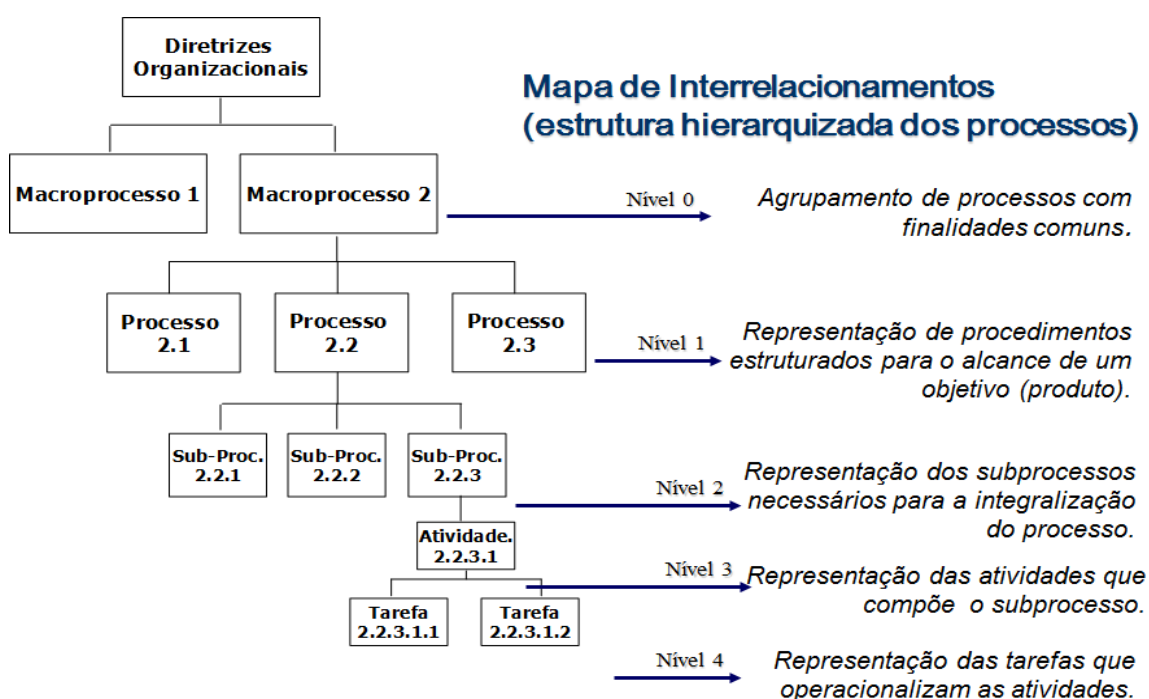 Diretrizes
Organizacionais
Mapa de Interrelacionamentos
(estrutura hierarquizada dos processos)
Macroprocesso 1
Macroprocesso 2
Nível 0
Agrupamento de processos com
finalidades comuns.
Processo
2.1
Processo
2.2
Processo
2.3
Nível 1
Representação de procedimentos
estruturados para o alcance de um
objetivo (produto).
Sub-Proc.
2.2.1
Sub-Proc.
2.2.2
Sub-Proc.
2.2.3
Nível 2
Representação dos subprocessos
necessários para a integralização
do processo.
Atividade.
2.2.3.1
Nível 3
Representação das atividades que
compõe o subprocesso.
Tarefa
2.2.3.1.1
Tarefa
2.2.3.1.2
Nível 4
Representação das tarefas que
operacionalizam as atividades.